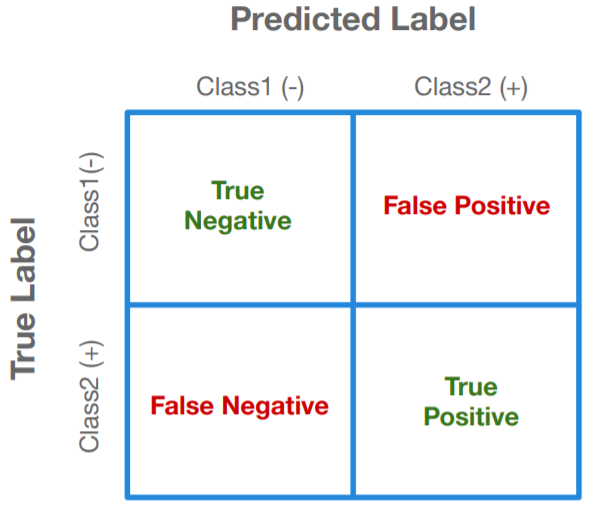 Predicted Label
Class1 (-)
Class2 (+)
True Label
Class1(-)
True
Negative
False Positive
Class2 (+)
False Negative
True
Positive